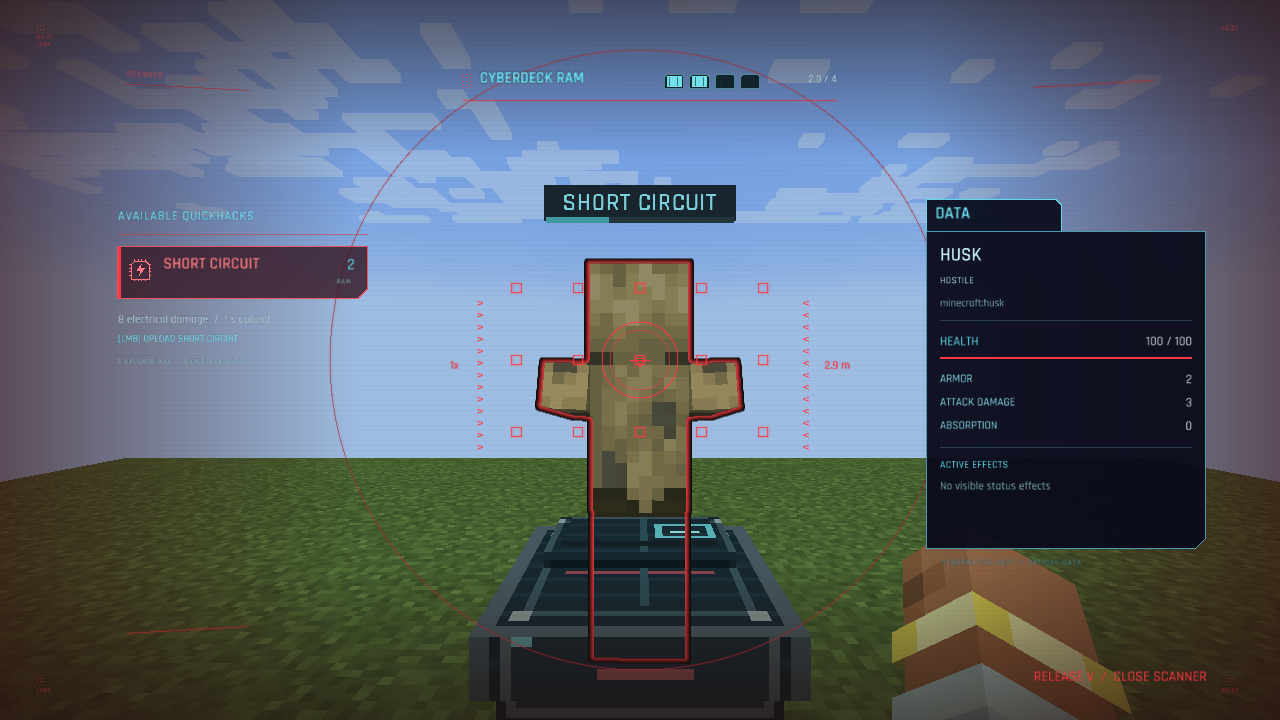 SCANNER
CYBERDECK RAM
2.0 / 4
SHORT CIRCUIT
AVAILABLE QUICKHACKS
SHORT CIRCUIT
2
RAM
8 electrical damage / 1 s upload
[LMB] UPLOAD SHORT CIRCUIT
1x
2.9 m
DATA
HUSK
HOSTILE
minecraft:husk
HEALTH 100 / 100
ARMOR 2
ATTACK DAMAGE 3
ABSORPTION 0
ACTIVE EFFECTS
No visible status effects
RELEASE V / CLOSE SCANNER
LINK